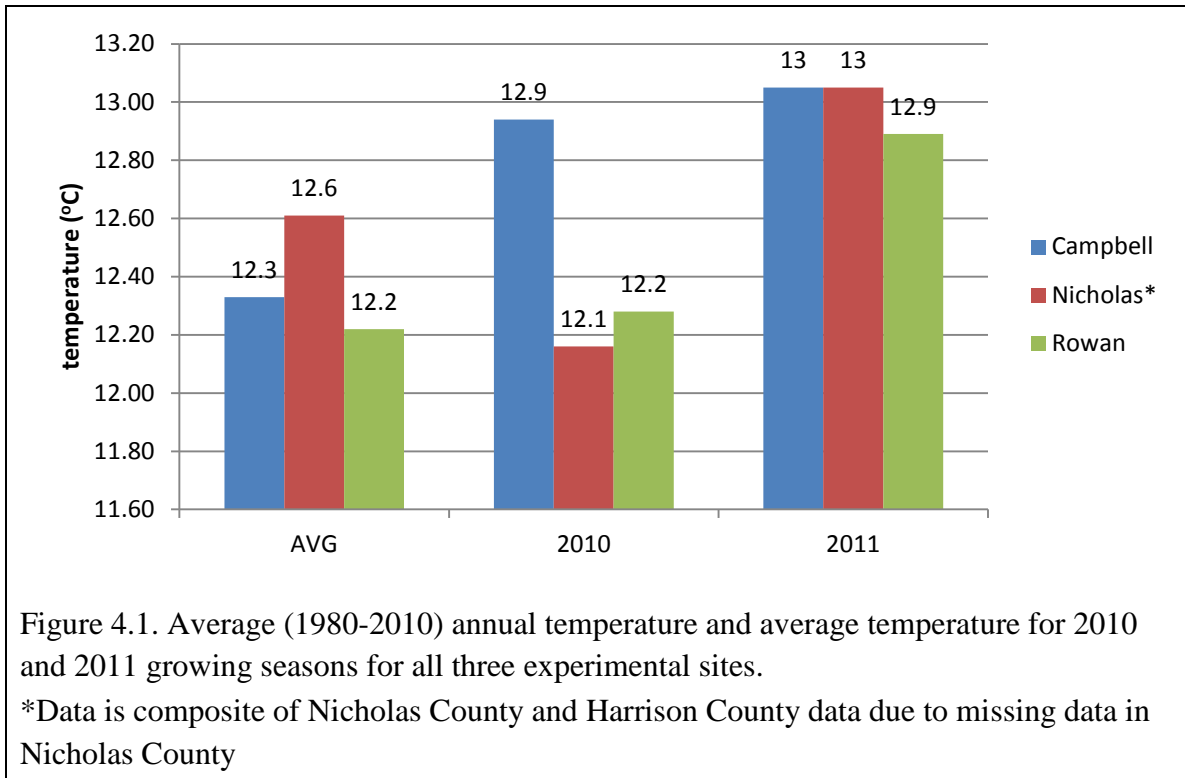 13.20
13.00
12.80
12.60
12.40
12.20
12.00
11.80
11.60
temperature (ºC)
12.3
12.6
12.2
12.9
12.1
12.2
13
13
12.9
AVG
2010
2011
Campbell
Nicholas*
Rowan
Figure 4.1. Average (1980-2010) annual temperature and average temperature for 2010
and 2011 growing seasons for all three experimental sites.
*Data is composite of Nicholas County and Harrison County data due to missing data in
Nicholas County